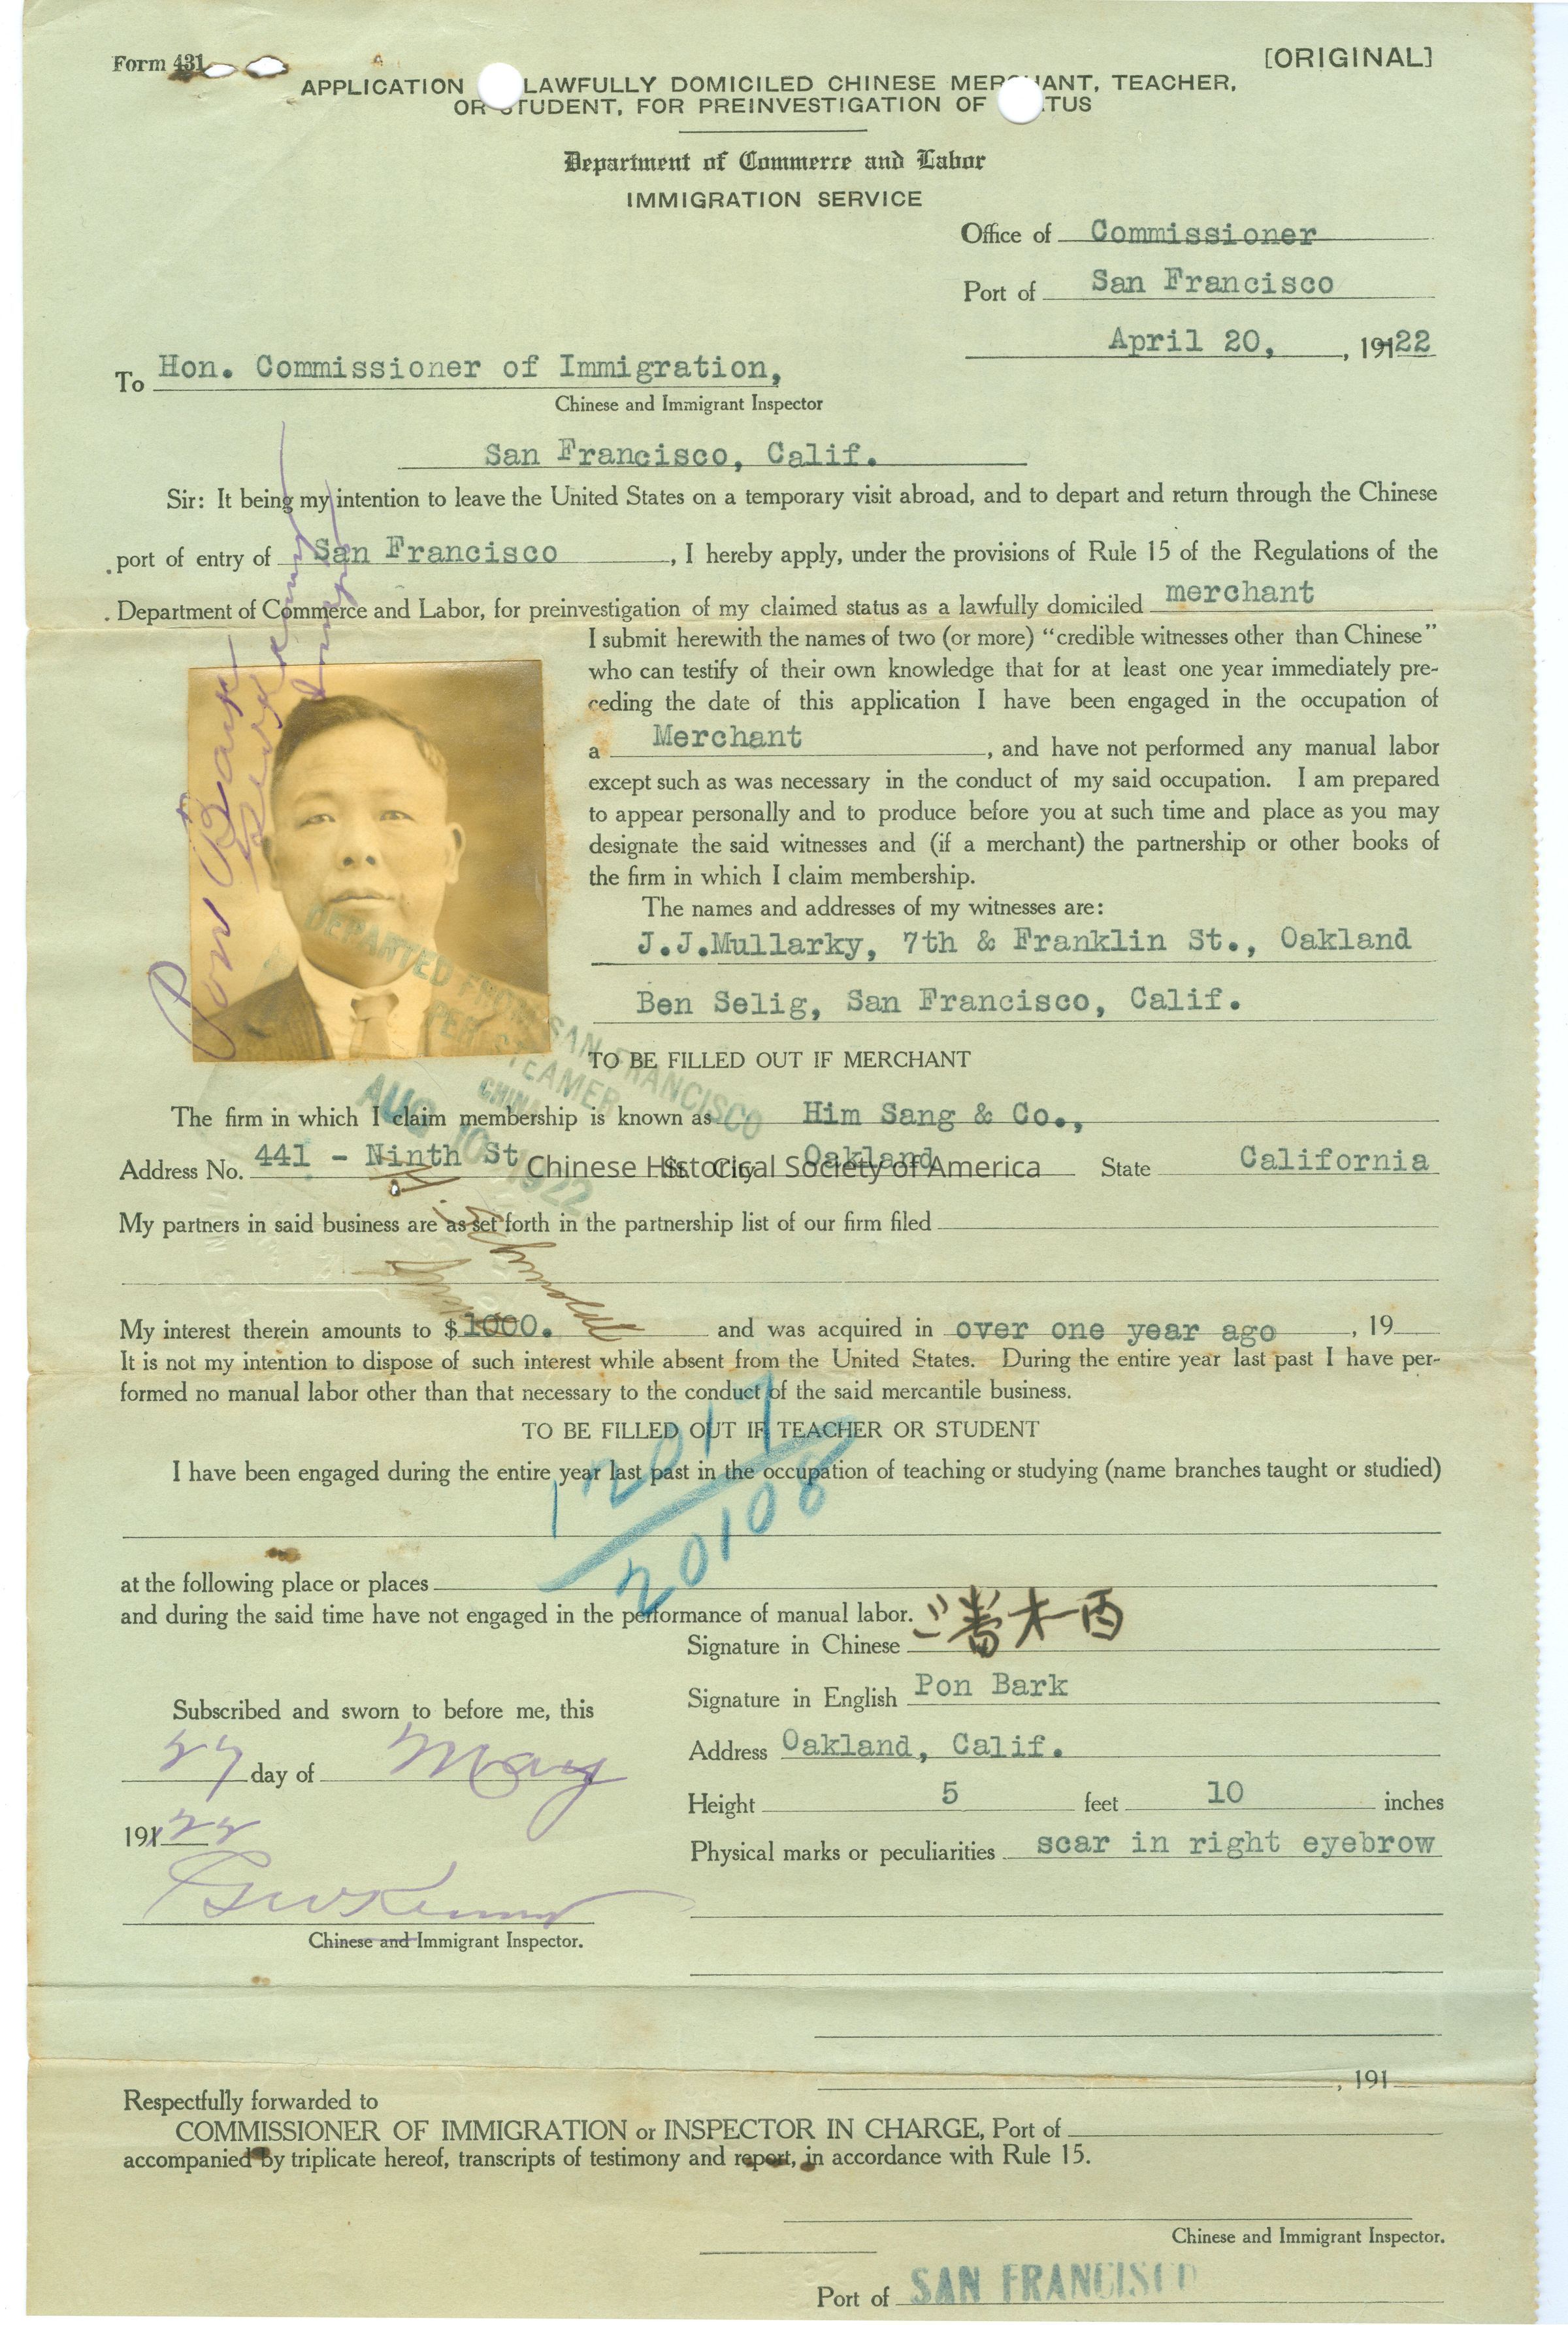 Form 431
[ORIGINAL]
APPLICATION LAWFULLY DOMICILED CHINESE MERCHANT, TEACHER,
OR STUDENT, FOR PREINVESTIGATION OF STATUS
Department of Commerce and Labor
IMMIGRATION SERVICE
Office of Commissioner
Port of San Francisco
April 20, , 19122
To Hon. Commissioner of Immigration,
Chinese and Immigrant Inspector
San Francisco, Calif.
Sir: It being my intention to leave the United States on a temporary visit abroad, and to depart and return through the Chinese
port of entry of San Francisco , I hereby apply, under the provisions of Rule 15 of the Regulations of the
Department of Commerce and Labor, for preinvestigation of my claimed status as a lawfully domiciled merchant
I submit herewith the names of two (or more) “credible witnesses other than Chinese”
who can testify of their own knowledge that for at least one year immediately pre-
ceding the date of this application I have been engaged in the occupation of
a Merchant , and have not performed any manual labor
except such as was necessary in the conduct of my said occupation. I am prepared
to appear personally and to produce before you at such time and place as you may
designate the said witnesses and (if a merchant) the partnership or other books of
the firm in which I claim membership.
The names and addresses of my witnesses are:
J.J.Mullarky, 7th & Franklin St., Oakland
Ben Selig, San Francisco, Calif.
Pon Bark
DEPARTED FROM SAN FRANCISCO
PER STEAMER
CHINA
AUG 10 1922
TO BE FILLED OUT IF MERCHANT
The firm in which I claim membership is known as Him Sang & Co.,
Address No. 441 - Ninth St St. City Oakland State California
Chinese Historical Society of America
My partners in said business are as set forth in the partnership list of our firm filed
My interest therein amounts to $1000. and was acquired in over one year ago , 19
It is not my intention to dispose of such interest while absent from the United States. During the entire year last past I have per-
formed no manual labor other than that necessary to the conduct of the said mercantile business.
TO BE FILLED OUT IF TEACHER OR STUDENT
I have been engaged during the entire year last past in the occupation of teaching or studying (name branches taught or studied)
12017
20108
at the following place or places
and during the said time have not engaged in the performance of manual labor.
Signature in Chinese 潘木酉
Signature in English Pon Bark
Subscribed and sworn to before me, this
27 day of May
19122
Chinese and Immigrant Inspector.
Address Oakland, Calif.
Height 5 feet 10 inches
Physical marks or peculiarities scar in right eyebrow
, 191
Respectfully forwarded to
COMMISSIONER OF IMMIGRATION or INSPECTOR IN CHARGE, Port of
accompanied by triplicate hereof, transcripts of testimony and report, in accordance with Rule 15.
Chinese and Immigrant Inspector.
Port of SAN FRANCISCO